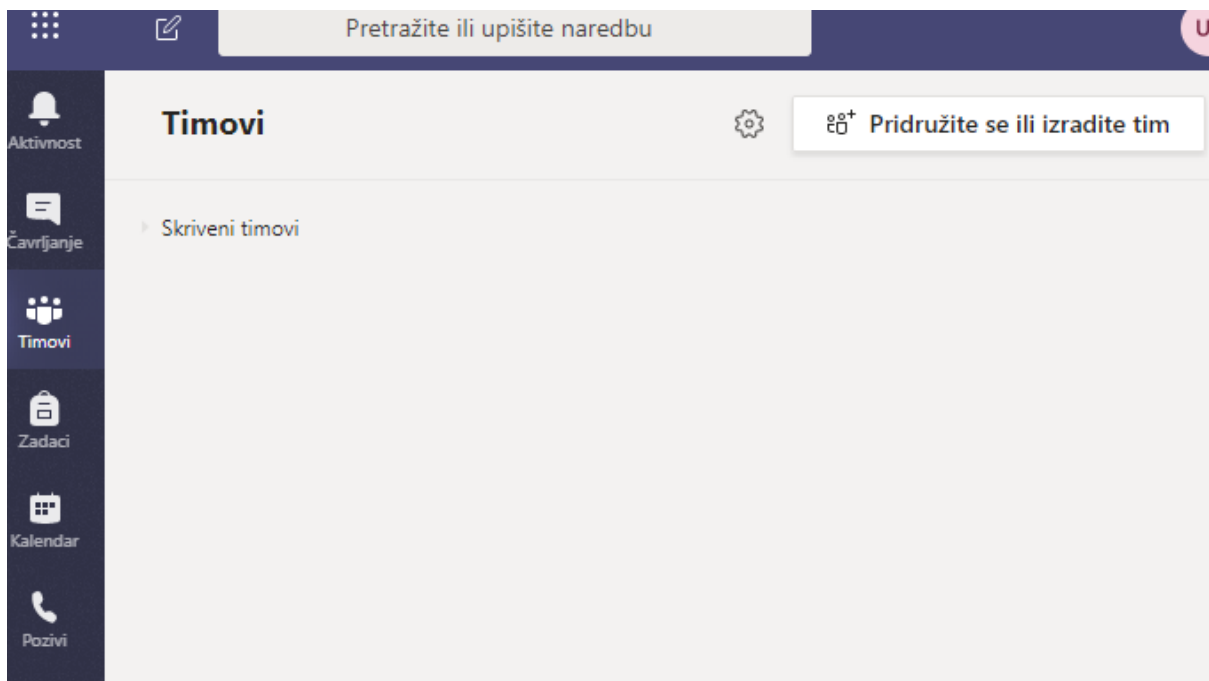 Pretražite ili upišite naredbu
U
Aktivnost
Čavrljanje
Timovi
Zadaci
Kalendar
Pozivi
Timovi
Pridružite se ili izradite tim
Skriveni timovi